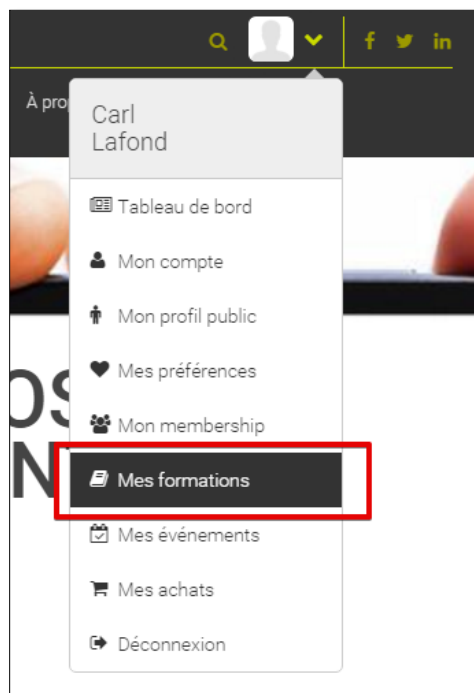 À pro
Carl
Lafond
Tableau de bord
Mon compte
Mon profil public
Mes préférences
Mon membership
Mes formations
Mes événements
Mes achats
Déconnexion